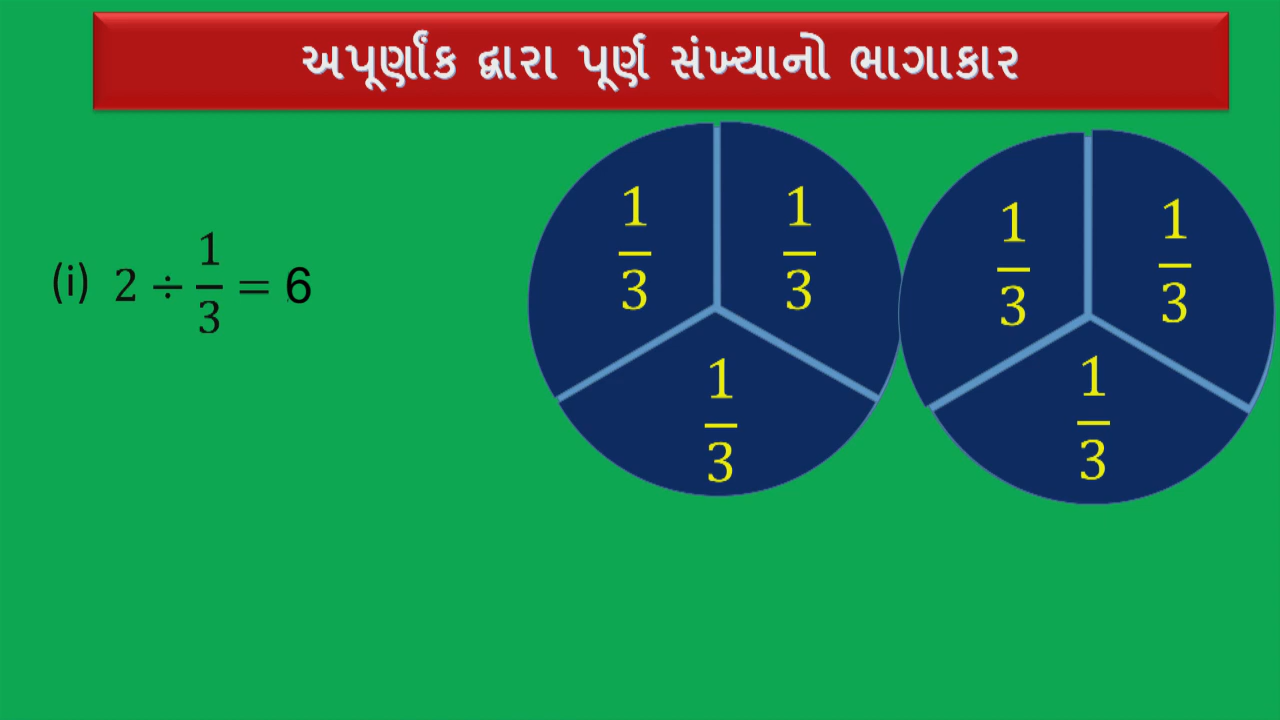 અપૂર્ણાંક દ્વારા પૂર્ણ સંખ્યાનો ભાગાકાર
(i) 2 ÷ 1/3 = 6
1/3 1/3 1/3 1/3
1/3 1/3